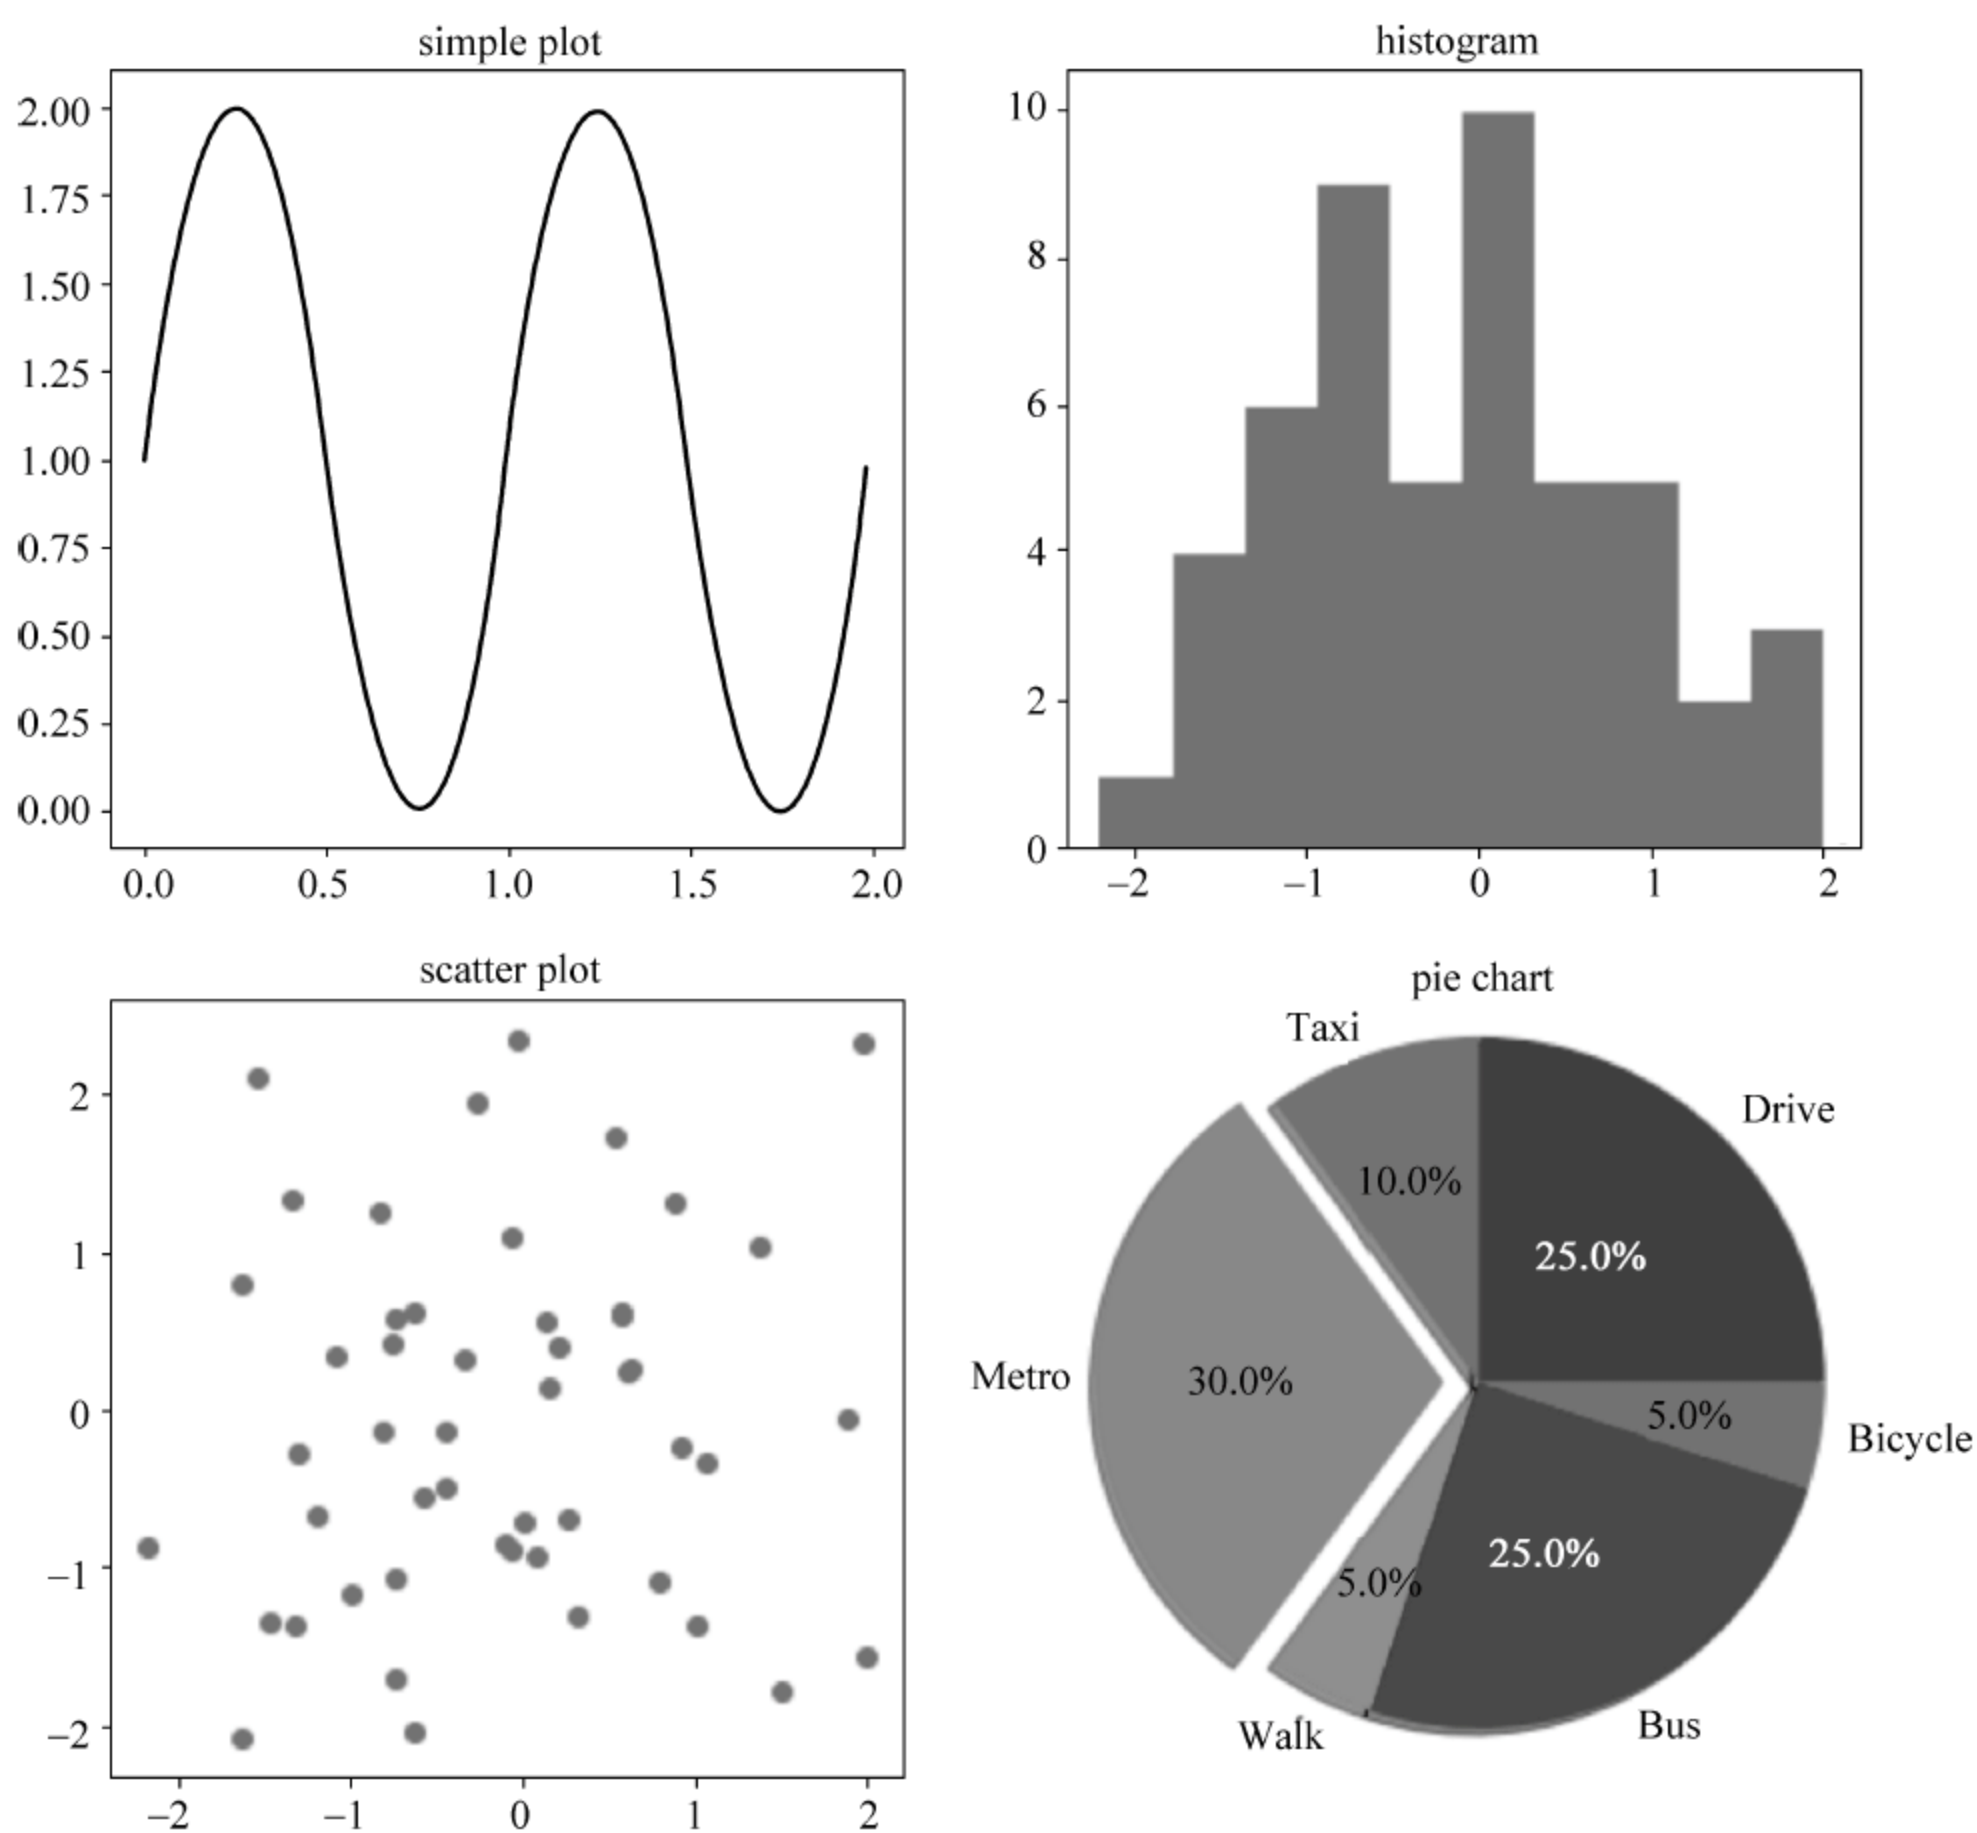 simple plot
2.00
1.75
1.50
1.25
1.00
0.75
0.50
0.25
0.00
0.0 0.5 1.0 1.5 2.0
histogram
10
8
6
4
2
0
−2 −1 0 1 2
scatter plot
2
1
0
−1
−2
−2 −1 0 1 2
pie chart
Taxi
Drive
10.0%
25.0%
Metro
30.0%
5.0%
Bicycle
25.0%
5.0%
Walk
Bus